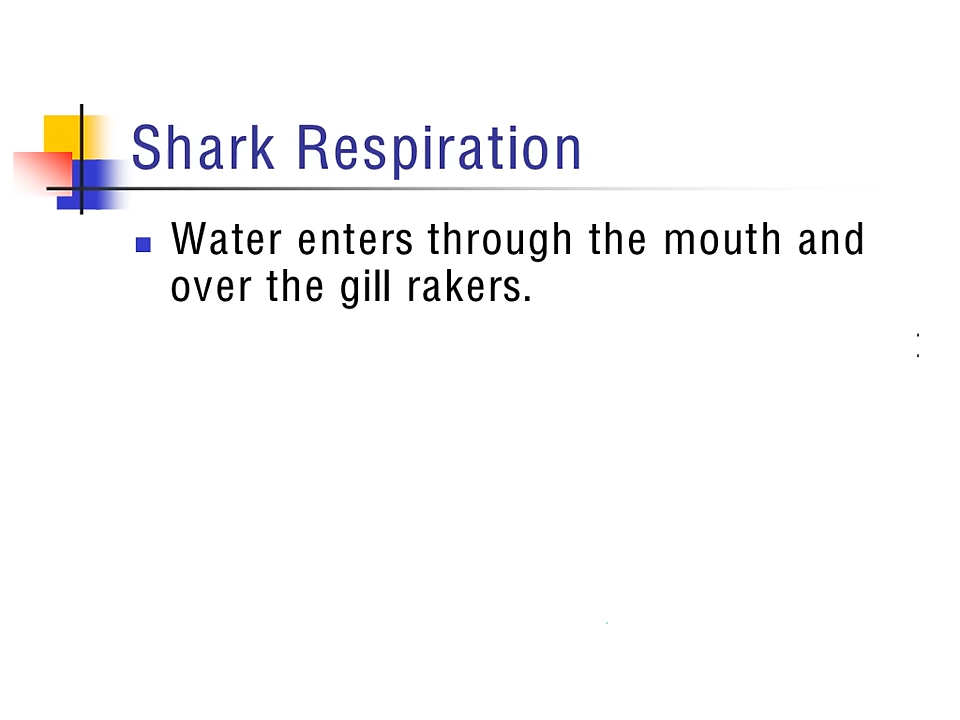 Shark Respiration
Water enters through the mouth and
over the gill rakers.